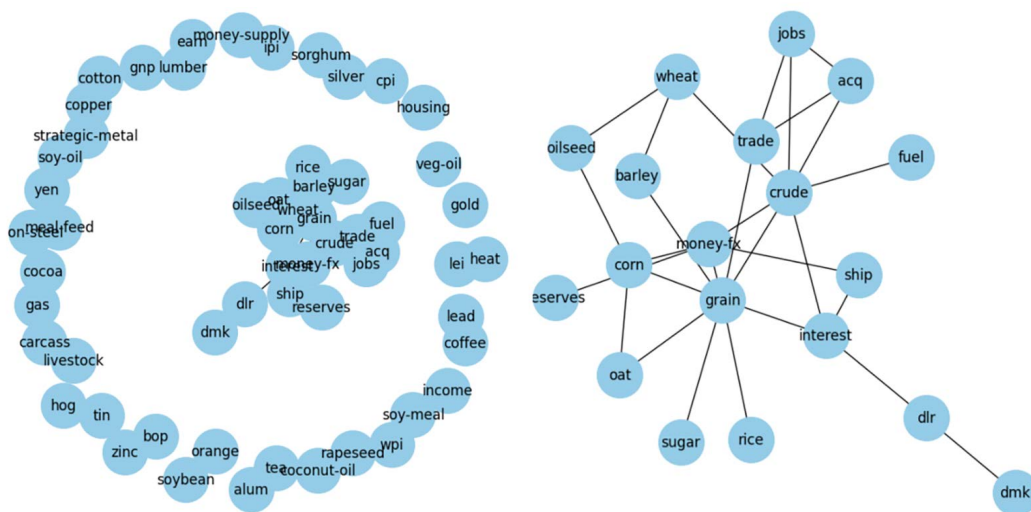 earn
money-supply
ipi
sorghum
silver
cpi
housing
cotton
gnp
lumber
copper
strategic-metal
soy-oil
yen
meal-feed
on-steel
cocoa
gas
carcass
livestock
hog
tin
zinc
bop
orange
soybean
tea
alum
coconut-oil
rapeseed
wpi
soy-meal
income
coffee
lead
lei
heat
gold
veg-oil
rice
barley
sugar
oat
oilseed
wheat
grain
corn
fuel
trade
crude
acq
jobs
interest
money-fx
ship
reserves
dlr
dmk
jobs
wheat
acq
trade
oilseed
barley
fuel
crude
money-fx
corn
ship
eserves
grain
interest
oat
sugar
rice
dlr
dmk